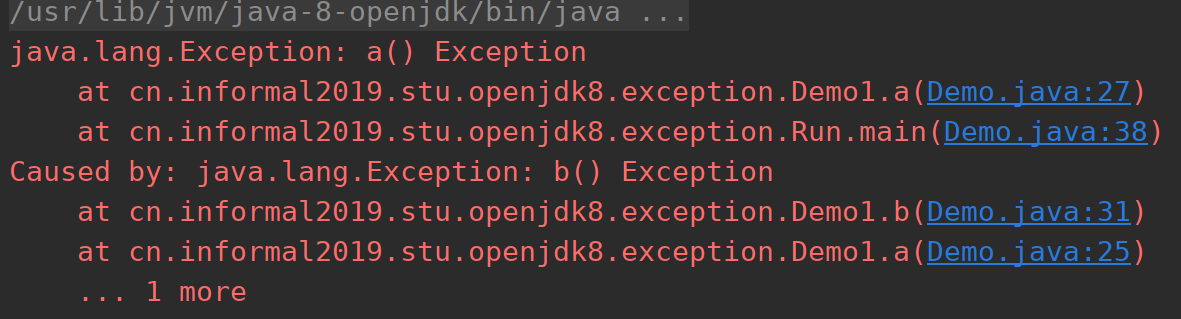 /usr/lib/jvm/java-8-openjdk/bin/java ...
java.lang.Exception: a() Exception
    at cn.informal2019.stu.openjdk8.exception.Demo1.a(Demo.java:27)
    at cn.informal2019.stu.openjdk8.exception.Run.main(Demo.java:38)
Caused by: java.lang.Exception: b() Exception
    at cn.informal2019.stu.openjdk8.exception.Demo1.b(Demo.java:31)
    at cn.informal2019.stu.openjdk8.exception.Demo1.a(Demo.java:25)
    ... 1 more